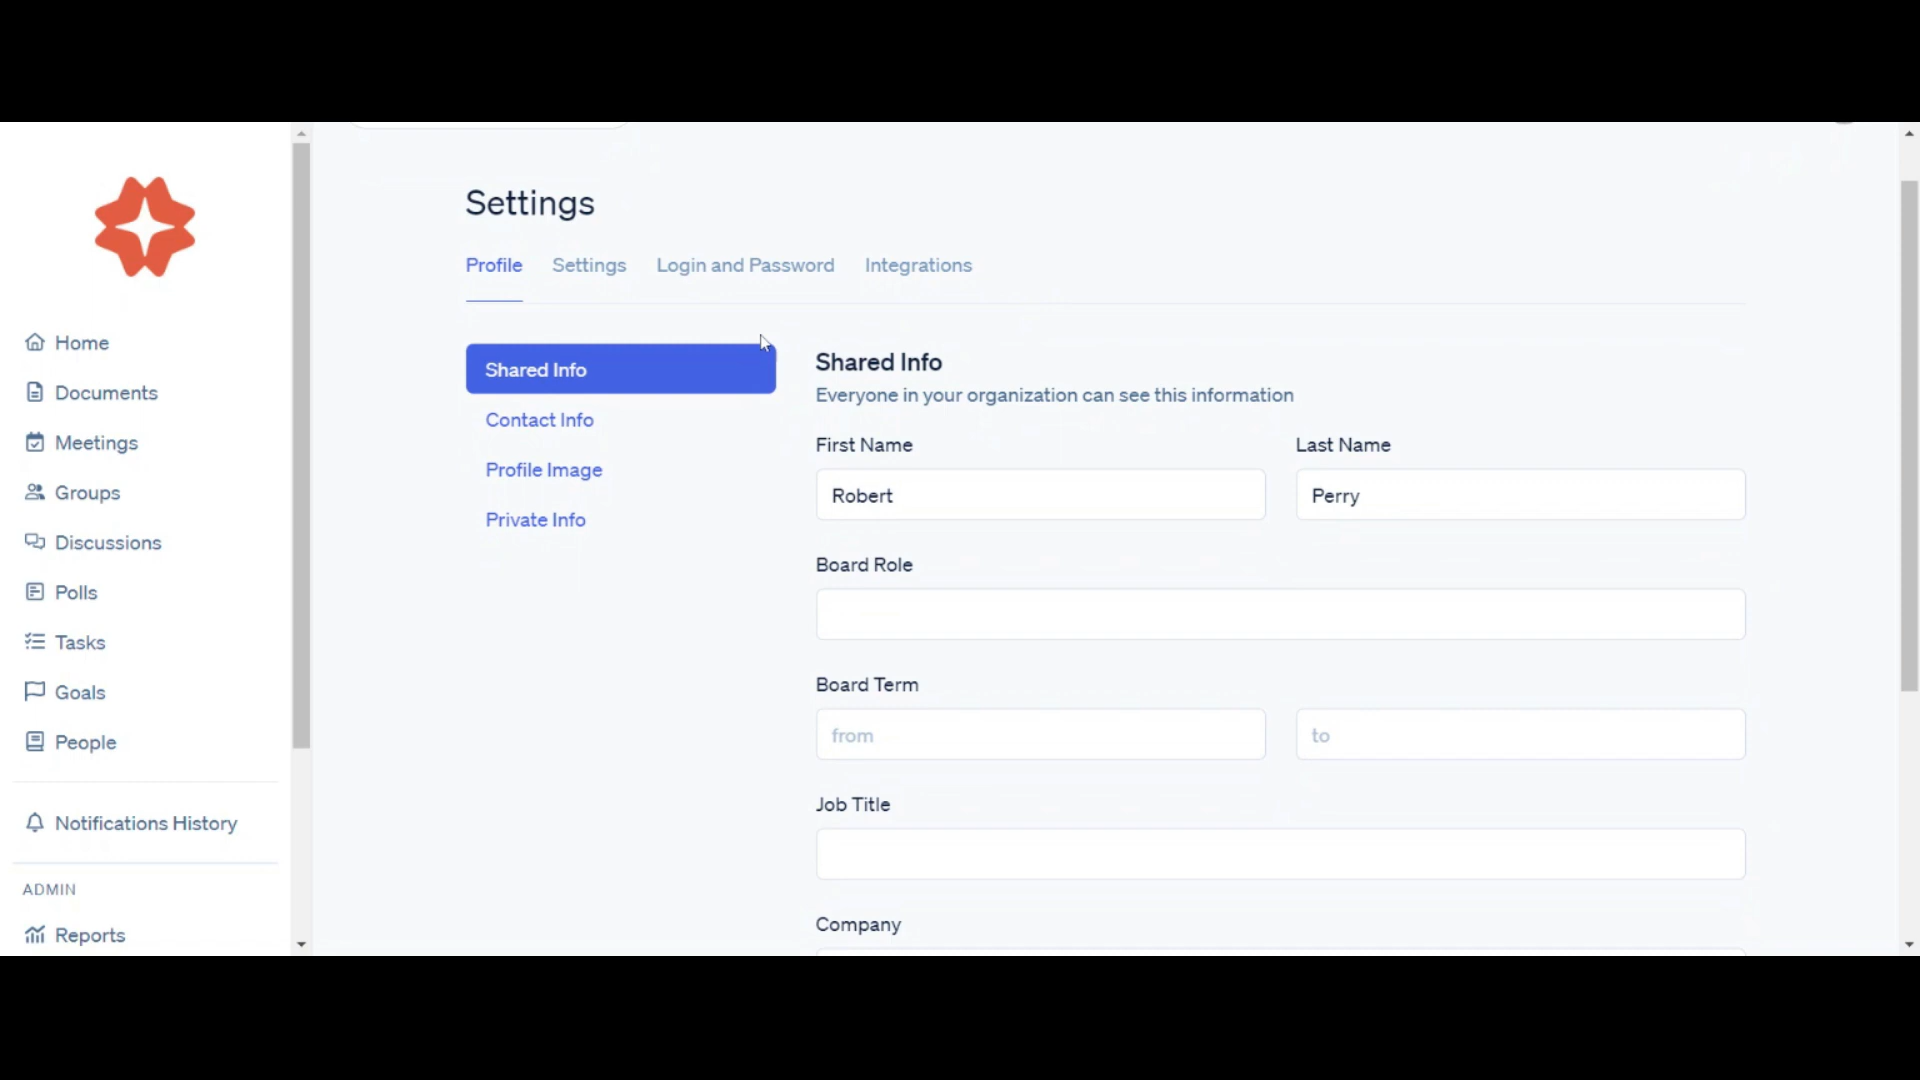 Home
Documents
Meetings
Groups
Discussions
Polls
Tasks
Goals
People
Notifications History
ADMIN
Reports
Settings
Profile Settings Login and Password Integrations
Shared Info
Contact Info
Profile Image
Private Info
Shared Info
Everyone in your organization can see this information
First Name Last Name
Robert Perry
Board Role
Board Term
from to
Job Title
Company